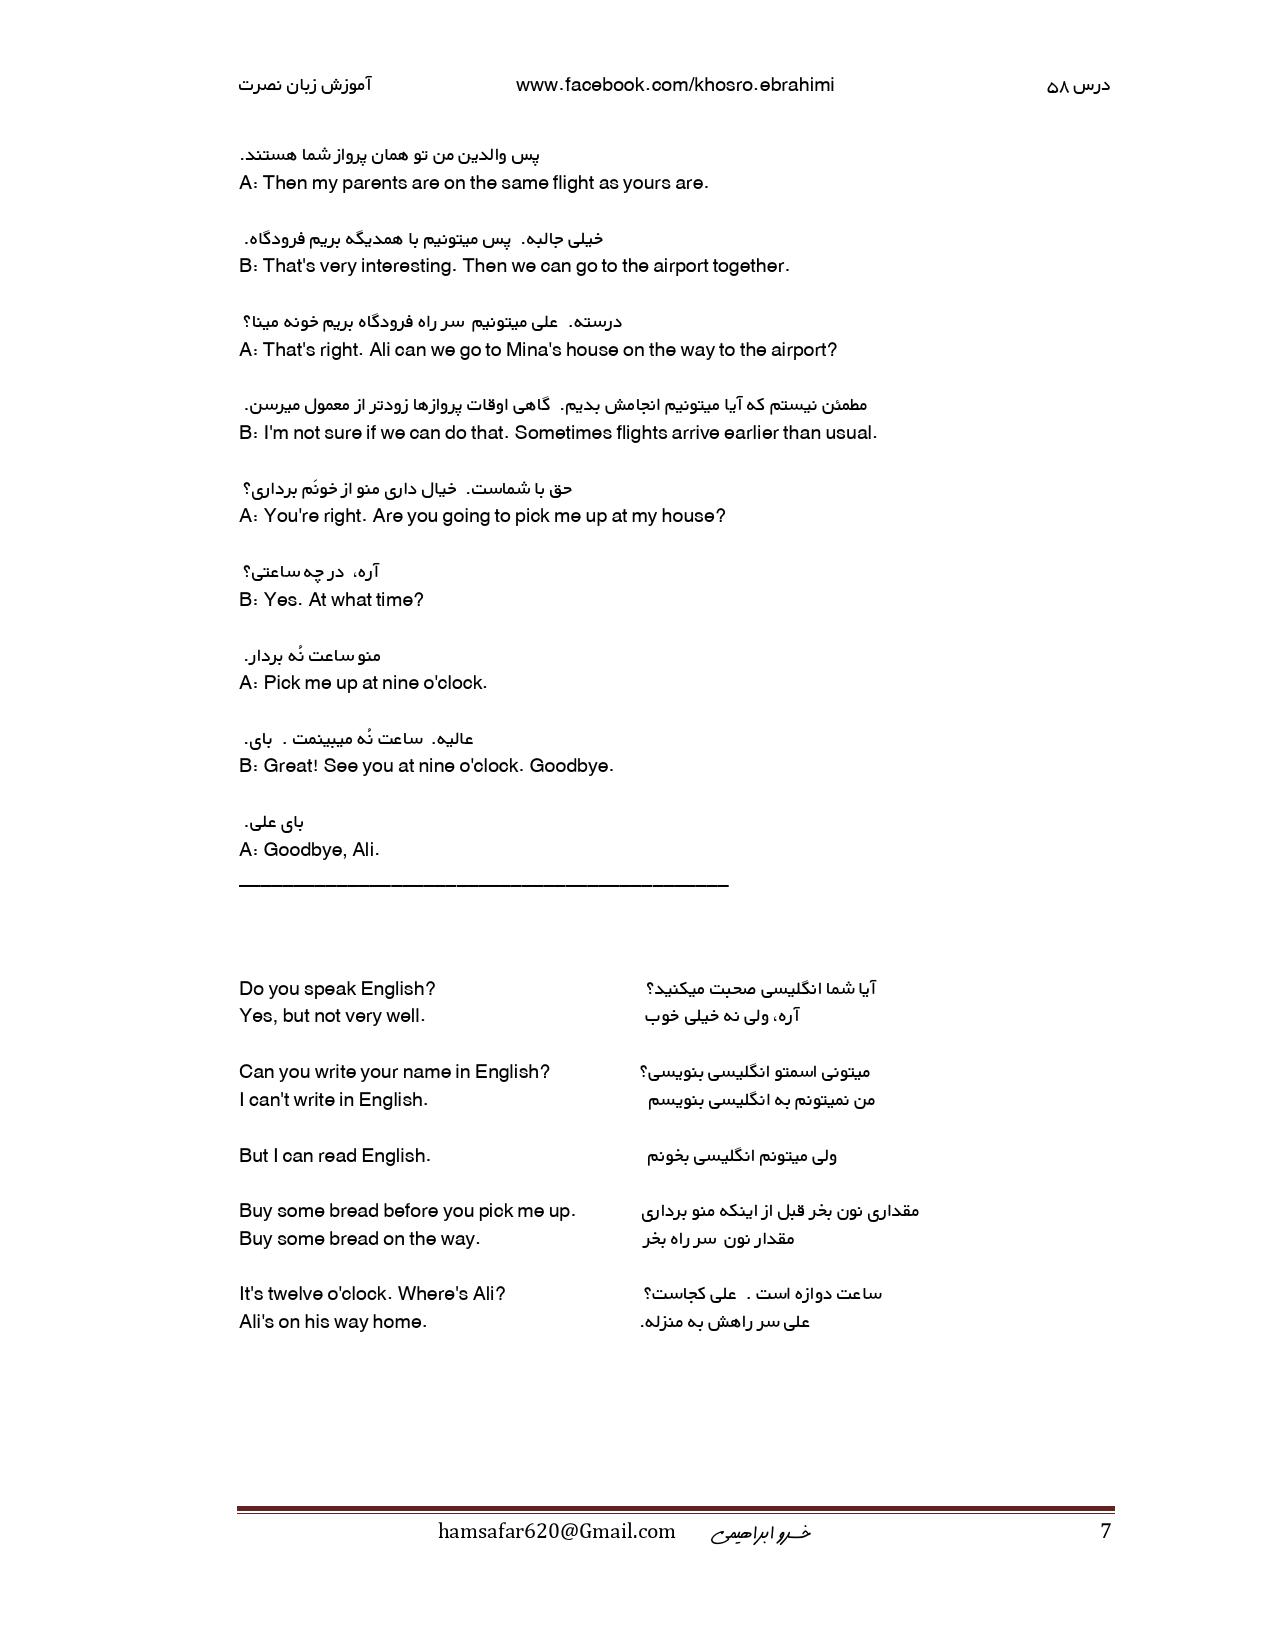 آموزش زبان نصرت www.facebook.com/khosro.ebrahimi درس ۵۸
پس والدین من تو همان پرواز شما هستند.
A: Then my parents are on the same flight as yours are.
خیلی جالبه. پس میتونیم با همدیگه بریم فرودگاه.
B: That's very interesting. Then we can go to the airport together.
درسته. علی میتونیم سر راه فرودگاه بریم خونه مینا؟
A: That's right. Ali can we go to Mina's house on the way to the airport?
مطمئن نیستم که آیا میتونیم انجامش بدیم. گاهی اوقات پروازها زودتر از معمول میرسن.
B: I'm not sure if we can do that. Sometimes flights arrive earlier than usual.
حق با شماست. خیال داری منو از خونَم برداری؟
A: You're right. Are you going to pick me up at my house?
آره، در چه ساعتی؟
B: Yes. At what time?
منو ساعت نُه بردار.
A: Pick me up at nine o'clock.
عالیه. ساعت نُه میبینمت . بای.
B: Great! See you at nine o'clock. Goodbye.
بای علی.
A: Goodbye, Ali.
Do you speak English? آیا شما انگلیسی صحبت میکنید؟
Yes, but not very well. آره، ولی نه خیلی خوب
Can you write your name in English? میتونی اسمتو انگلیسی بنویسی؟
I can't write in English. من نمیتونم به انگلیسی بنویسم
But I can read English. ولی میتونم انگلیسی بخونم
Buy some bread before you pick me up. مقداری نون بخر قبل از اینکه منو برداری
Buy some bread on the way. مقدار نون سر راه بخر
It's twelve o'clock. Where's Ali? ساعت دوازه است . علی کجاست؟
Ali's on his way home. علی سر راهش به منزله.
hamsafar620@Gmail.com خسرو ابراهیمی 7